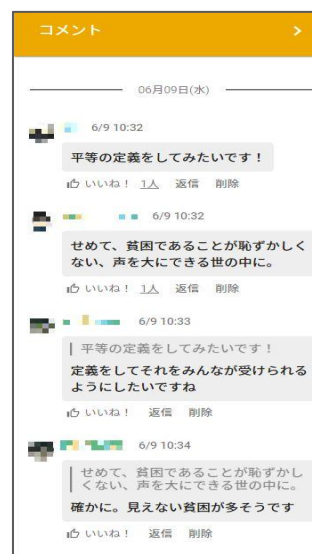 コメント
06月09日(水)
6/9 10:32
平等の定義をしてみたいです！
いいね！ 1人 返信 削除
6/9 10:32
せめて、貧困であることが恥ずかしく
ない、声を大にできる世の中に。
いいね！ 1人 返信 削除
6/9 10:33
平等の定義をしてみたいです！
定義をしてそれをみんなが受けられる
ようにしたいですね
いいね！ 返信 削除
6/9 10:34
せめて、貧困であることが恥ずかし
くない、声を大にできる世の中に。
確かに。見えない貧困が多そうです
いいね！ 返信 削除